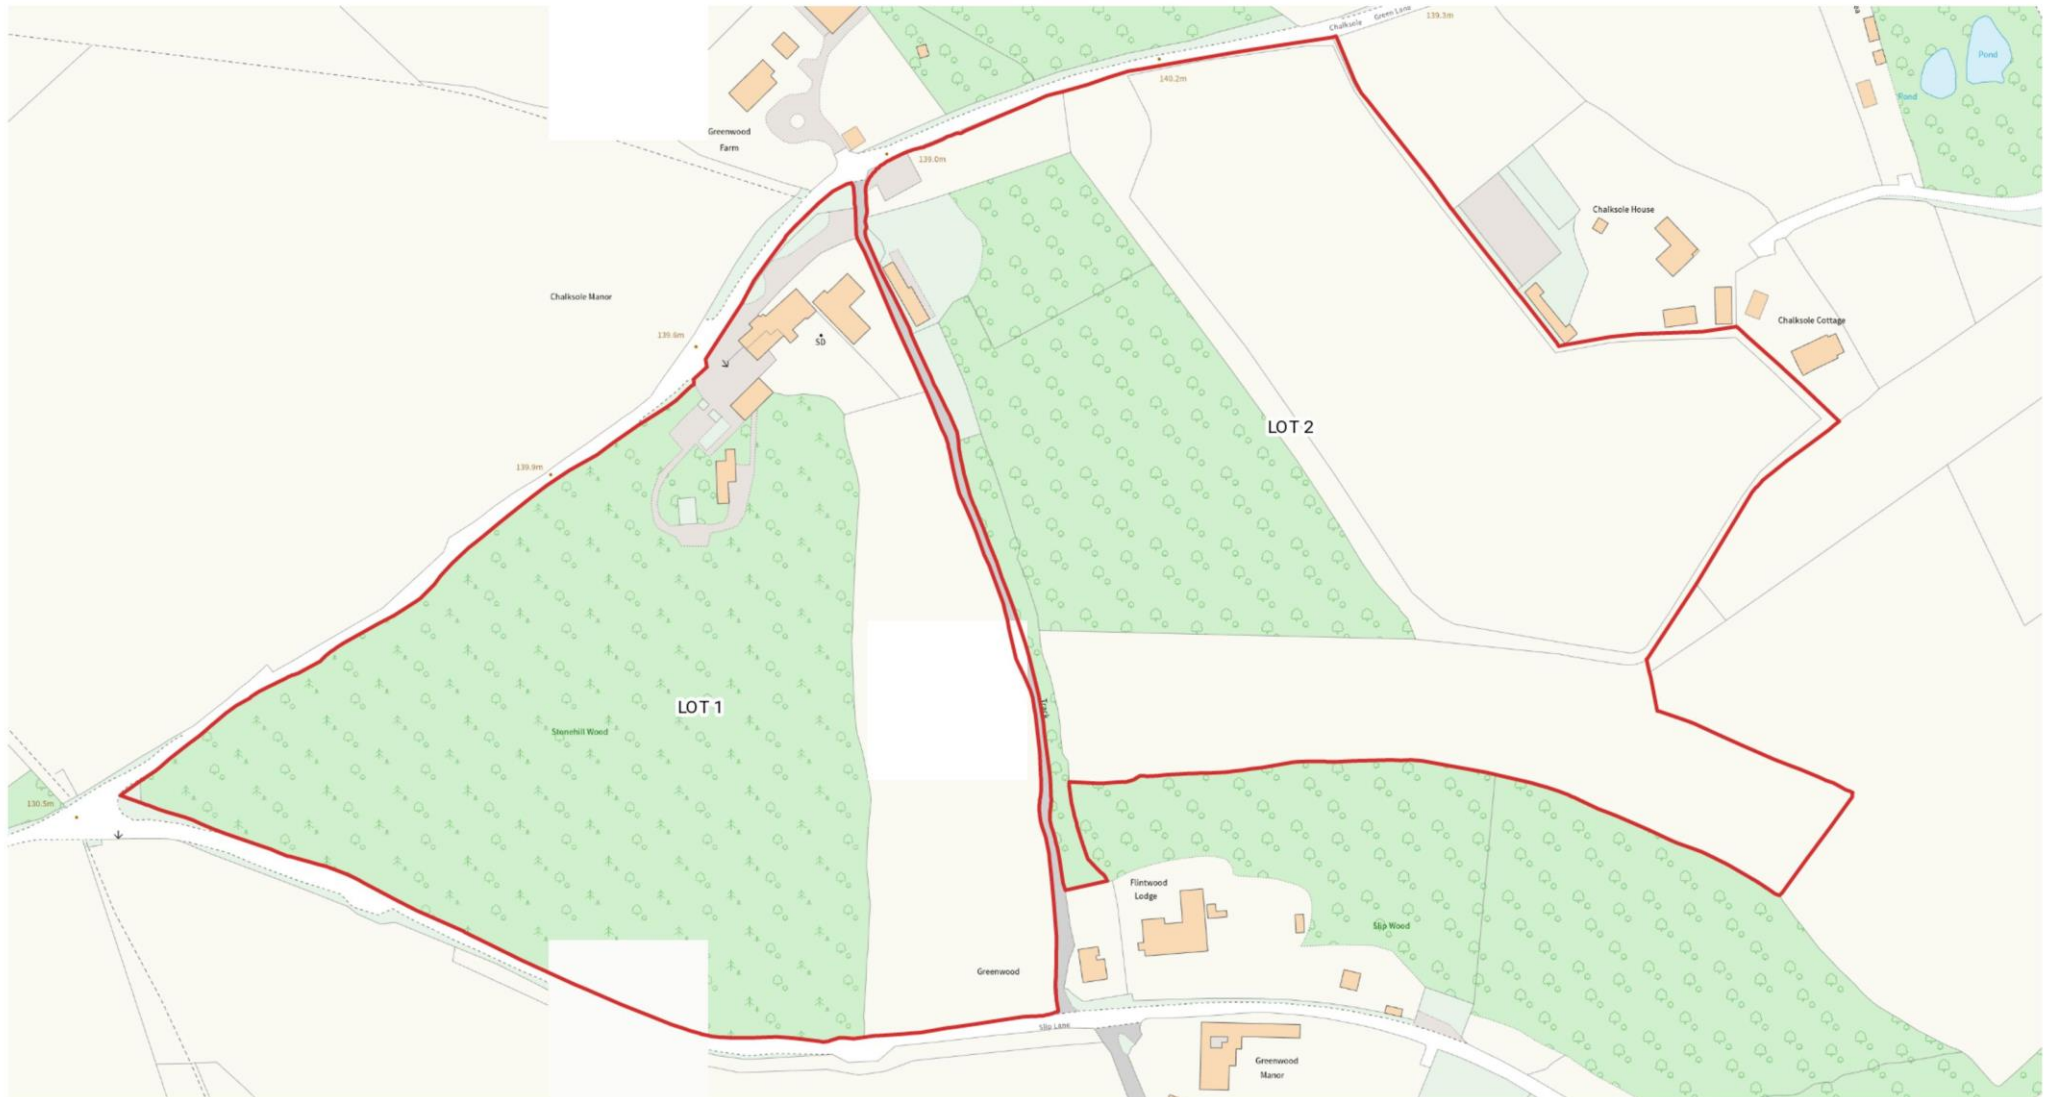 Chalksole Green Lane
139.3m
Pond
140.2m
Pond
Greenwood
Farm
139.0m
Chalksole House
Chalksole Manor
139.6m
SD
Chalksole Cottage
LOT 2
139.9m
LOT 1
Track
Stonehill Wood
130.5m
Flintwood
Lodge
Slip Wood
Greenwood
Slip Lane
Greenwood
Manor